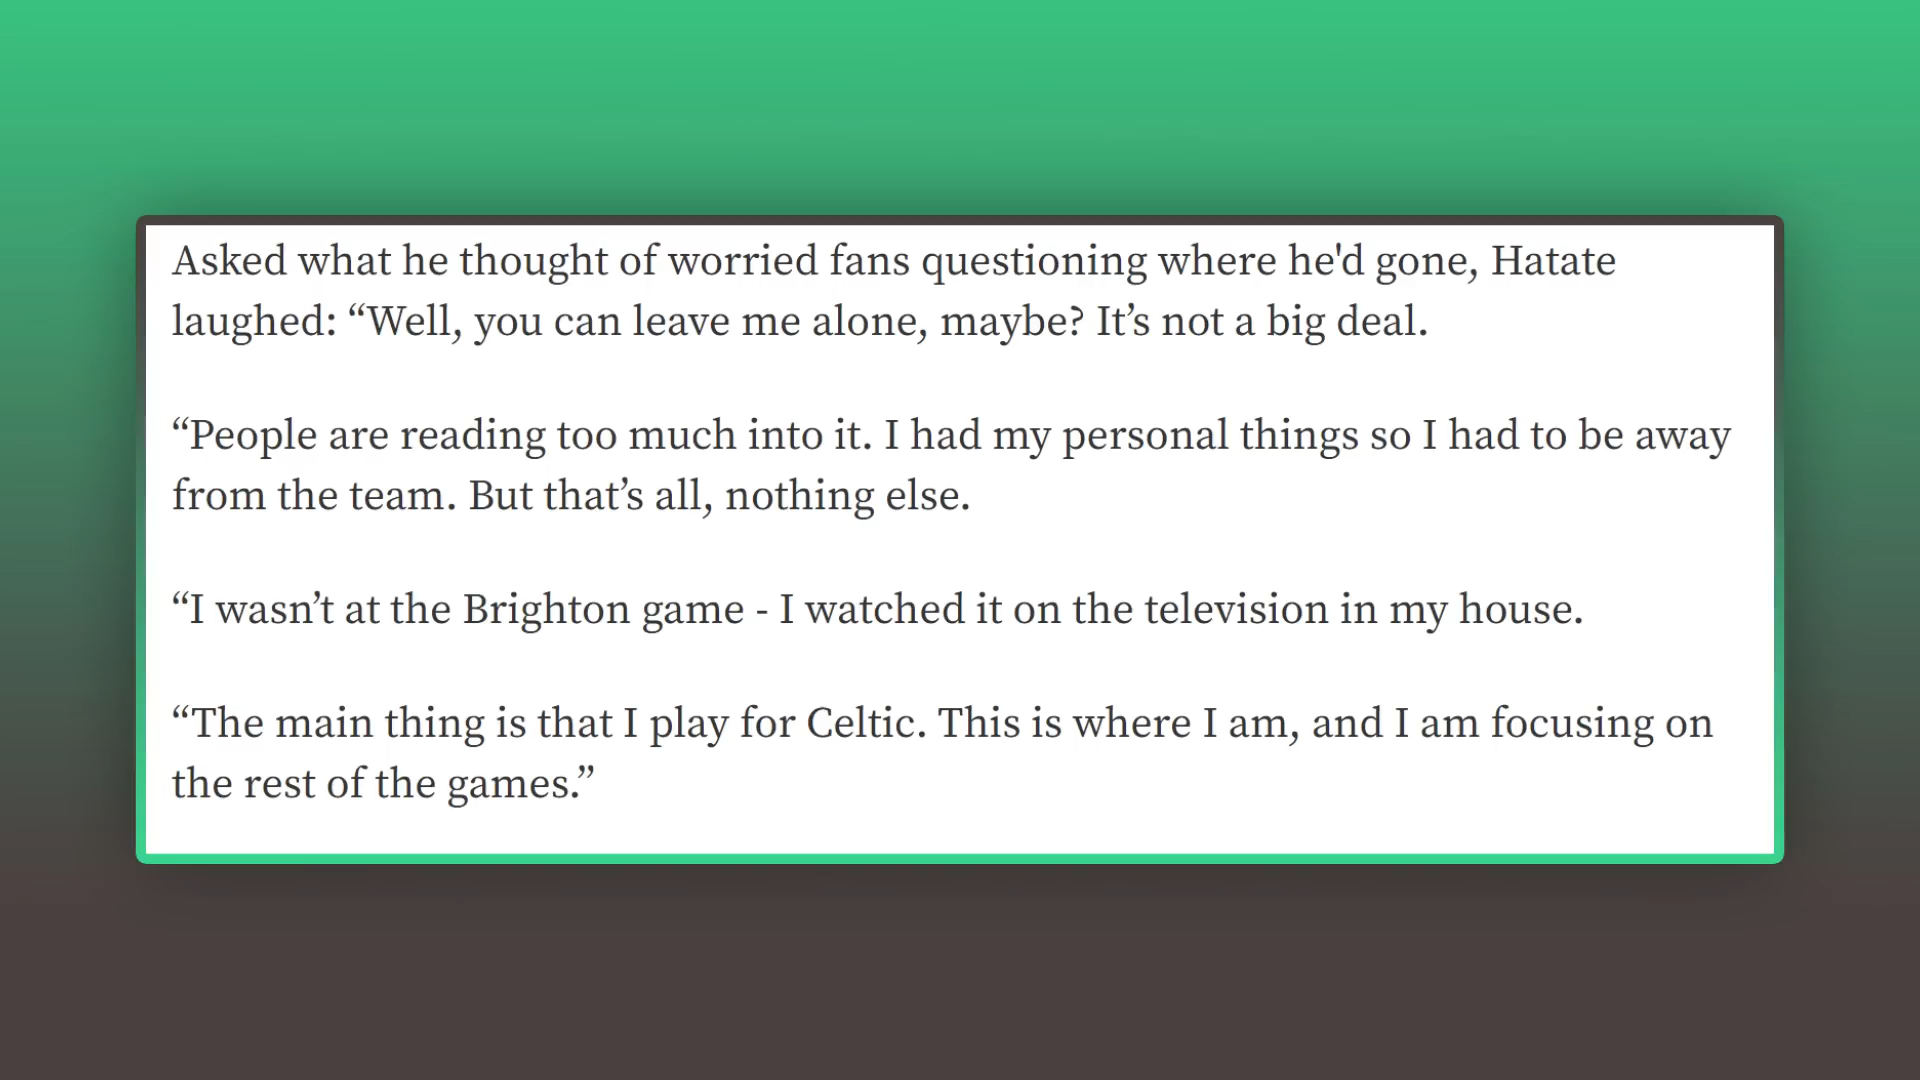 Asked what he thought of worried fans questioning where he'd gone, Hatate
laughed: “Well, you can leave me alone, maybe? It’s not a big deal.
“People are reading too much into it. I had my personal things so I had to be away
from the team. But that’s all, nothing else.
“I wasn’t at the Brighton game - I watched it on the television in my house.
“The main thing is that I play for Celtic. This is where I am, and I am focusing on
the rest of the games.”